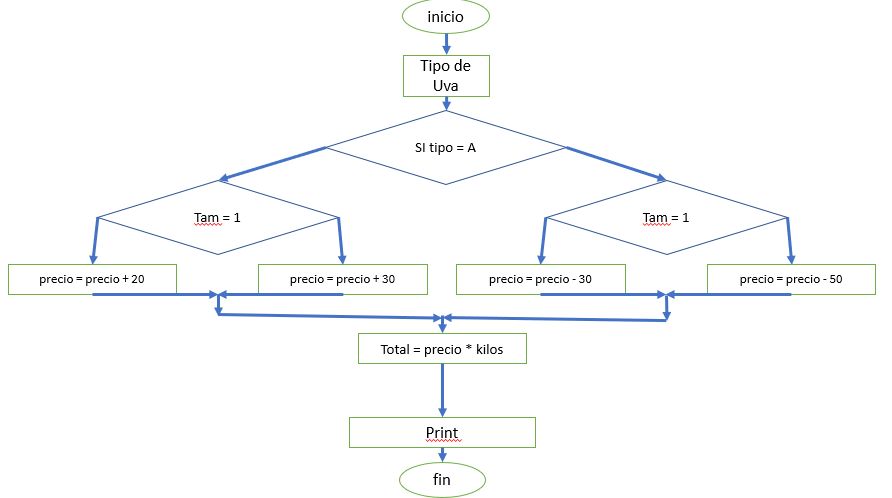 inicio
Tipo de
Uva
SI tipo = A
Tam = 1
Tam = 1
precio = precio + 20
precio = precio + 30
precio = precio - 30
precio = precio - 50
Total = precio * kilos
Print
fin